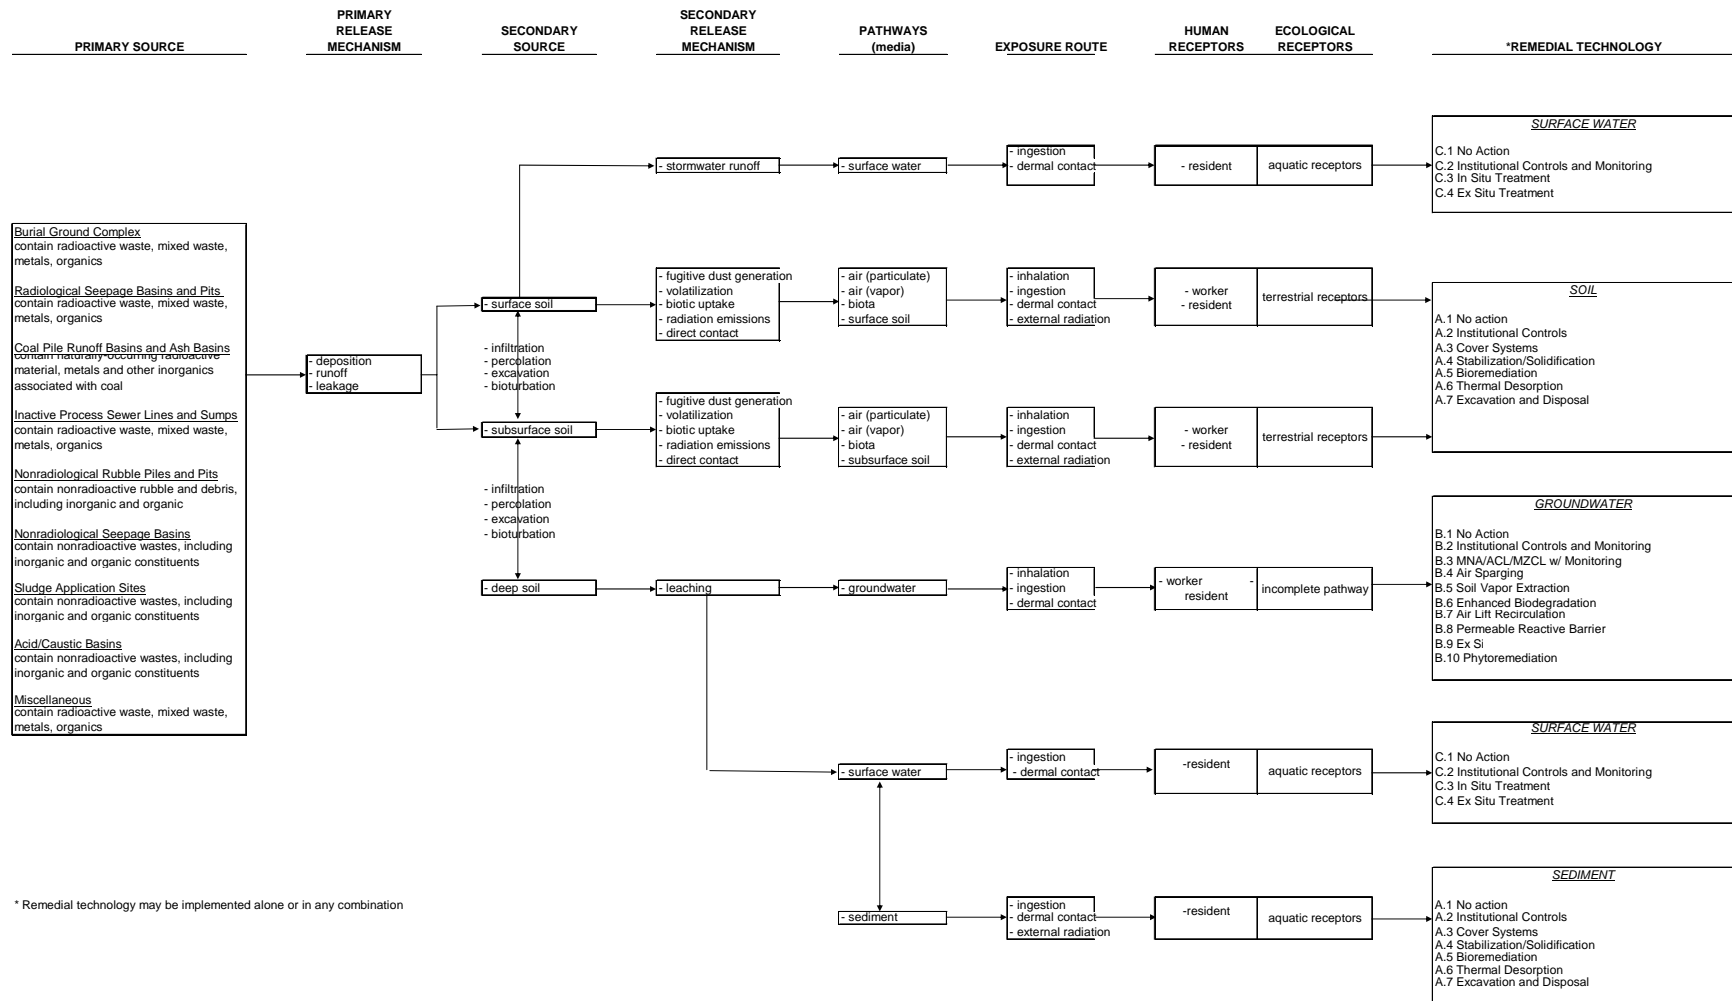 PRIMARY SOURCE
PRIMARY
RELEASE
MECHANISM
SECONDARY
SOURCE
SECONDARY
RELEASE
MECHANISM
PATHWAYS
(media)
EXPOSURE ROUTE
HUMAN
RECEPTORS
ECOLOGICAL
RECEPTORS
*REMEDIAL TECHNOLOGY
Burial Ground Complex
contain radioactive waste, mixed waste,
metals, organics
Radiological Seepage Basins and Pits
contain radioactive waste, mixed waste,
metals, organics
Coal Pile Runoff Basins and Ash Basins
contain naturally-occurring radioactive
material, metals and other inorganics
associated with coal
Inactive Process Sewer Lines and Sumps
contain radioactive waste, mixed waste,
metals, organics
Nonradiological Rubble Piles and Pits
contain nonradioactive rubble and debris,
including inorganic and organic
Nonradiological Seepage Basins
contain nonradioactive wastes, including
inorganic and organic constituents
Sludge Application Sites
contain nonradioactive wastes, including
inorganic and organic constituents
Acid/Caustic Basins
contain nonradioactive wastes, including
inorganic and organic constituents
Miscellaneous
contain radioactive waste, mixed waste,
metals, organics
- deposition
- runoff
- leakage
- stormwater runoff
- surface water
- ingestion
- dermal contact
- resident
aquatic receptors
SURFACE WATER
C.1 No Action
C.2 Institutional Controls and Monitoring
C.3 In Situ Treatment
C.4 Ex Situ Treatment
- surface soil
- fugitive dust generation
- volatilization
- biotic uptake
- radiation emissions
- direct contact
- air (particulate)
- air (vapor)
- biota
- surface soil
- inhalation
- ingestion
- dermal contact
- external radiation
- worker
- resident
terrestrial receptors
SOIL
A.1 No action
A.2 Institutional Controls
A.3 Cover Systems
A.4 Stabilization/Solidification
A.5 Bioremediation
A.6 Thermal Desorption
A.7 Excavation and Disposal
- infiltration
- percolation
- excavation
- bioturbation
- subsurface soil
- fugitive dust generation
- volatilization
- biotic uptake
- radiation emissions
- direct contact
- air (particulate)
- air (vapor)
- biota
- subsurface soil
- inhalation
- ingestion
- dermal contact
- external radiation
- worker
- resident
terrestrial receptors
- infiltration
- percolation
- excavation
- bioturbation
- deep soil
- leaching
- groundwater
- inhalation
- ingestion
- dermal contact
- worker -
resident
incomplete pathway
GROUNDWATER
B.1 No Action
B.2 Institutional Controls and Monitoring
B.3 MNA/ACL/MZCL w/ Monitoring
B.4 Air Sparging
B.5 Soil Vapor Extraction
B.6 Enhanced Biodegradation
B.7 Air Lift Recirculation
B.8 Permeable Reactive Barrier
B.9 Ex Si
B.10 Phytoremediation
- surface water
- ingestion
- dermal contact
-resident
aquatic receptors
SURFACE WATER
C.1 No Action
C.2 Institutional Controls and Monitoring
C.3 In Situ Treatment
C.4 Ex Situ Treatment
- sediment
- ingestion
- dermal contact
- external radiation
-resident
aquatic receptors
SEDIMENT
A.1 No action
A.2 Institutional Controls
A.3 Cover Systems
A.4 Stabilization/Solidification
A.5 Bioremediation
A.6 Thermal Desorption
A.7 Excavation and Disposal
* Remedial technology may be implemented alone or in any combination